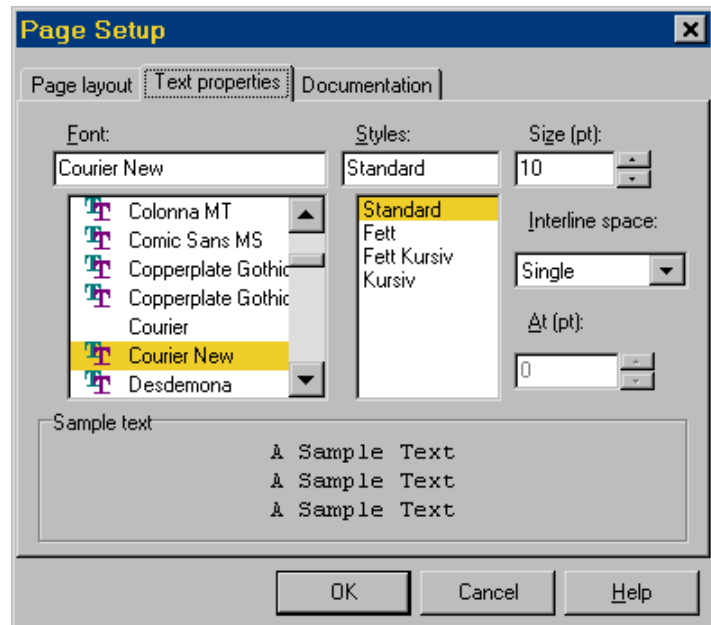 Page Setup
Page layout Text properties Documentation
Font: Styles: Size (pt):
Courier New Standard 10
Colonna MT
Comic Sans MS
Copperplate Gothic
Copperplate Gothic
Courier
Courier New
Desdemona
Standard
Fett
Fett Kursiv
Kursiv
Interline space:
Single
At (pt):
0
Sample text
A Sample Text
A Sample Text
A Sample Text
OK Cancel Help